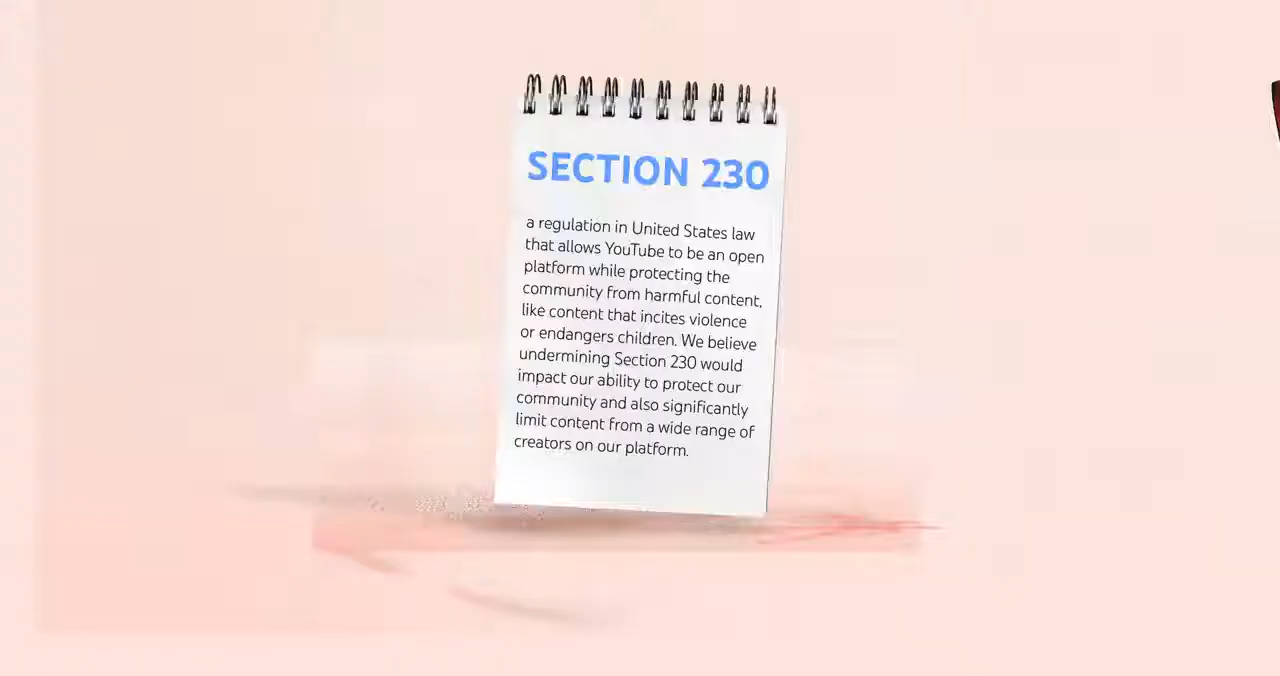 SECTION 230
a regulation in United States law
that allows YouTube to be an open
platform while protecting the
community from harmful content,
like content that incites violence
or endangers children. We believe
undermining Section 230 would
impact our ability to protect our
community and also significantly
limit content from a wide range of
creators on our platform.